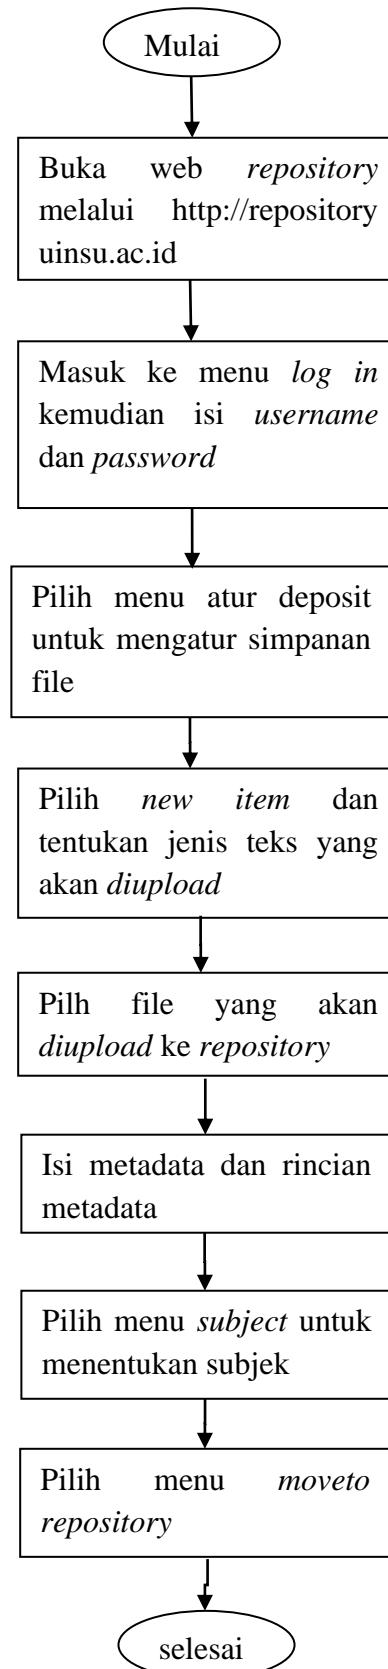 Mulai
Buka web repository
melalui http://repository
uinsu.ac.id
Masuk ke menu log in
kemudian isi username
dan password
Pilih menu atur deposit
untuk mengatur simpanan
file
Pilih new item dan
tentukan jenis teks yang
akan diupload
Pilh file yang akan
diupload ke repository
Isi metadata dan rincian
metadata
Pilih menu subject untuk
menentukan subjek
Pilih menu moveto
repository
selesai